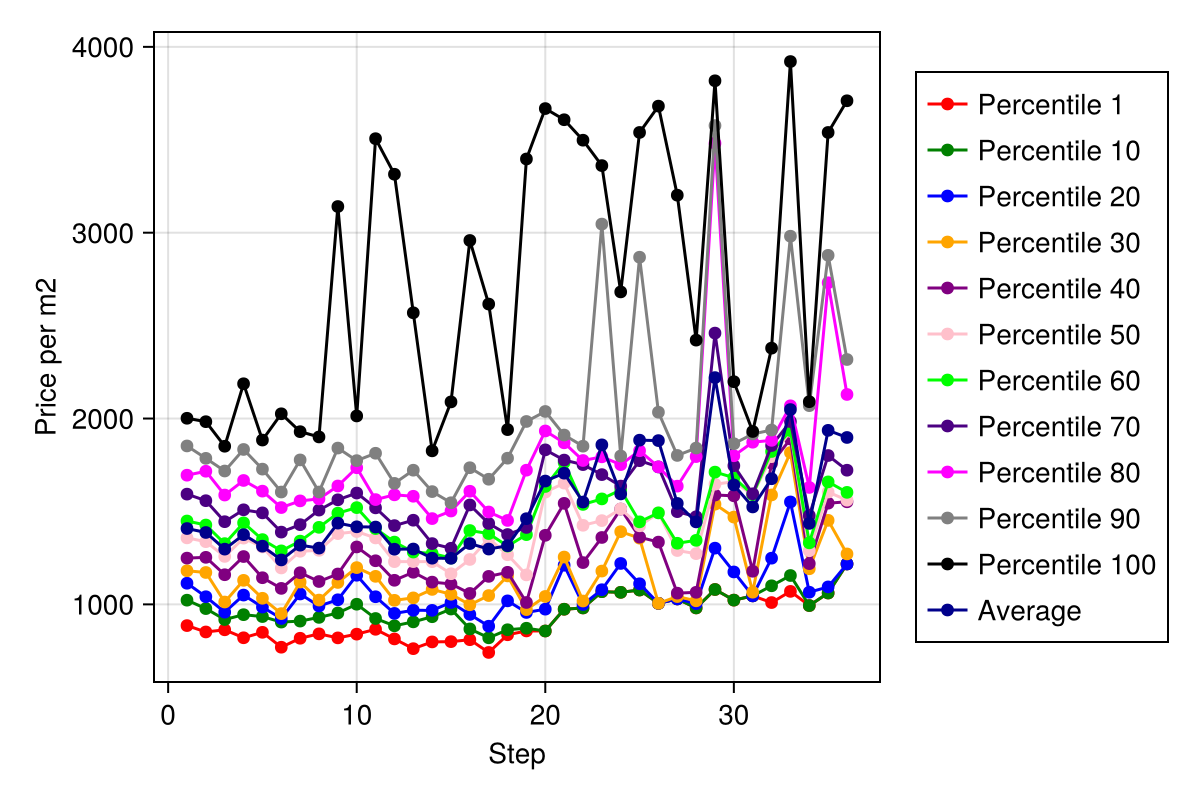 4000
3000
2000
1000
Price per m2
0 10 20 30
Step
Percentile 1
Percentile 10
Percentile 20
Percentile 30
Percentile 40
Percentile 50
Percentile 60
Percentile 70
Percentile 80
Percentile 90
Percentile 100
Average